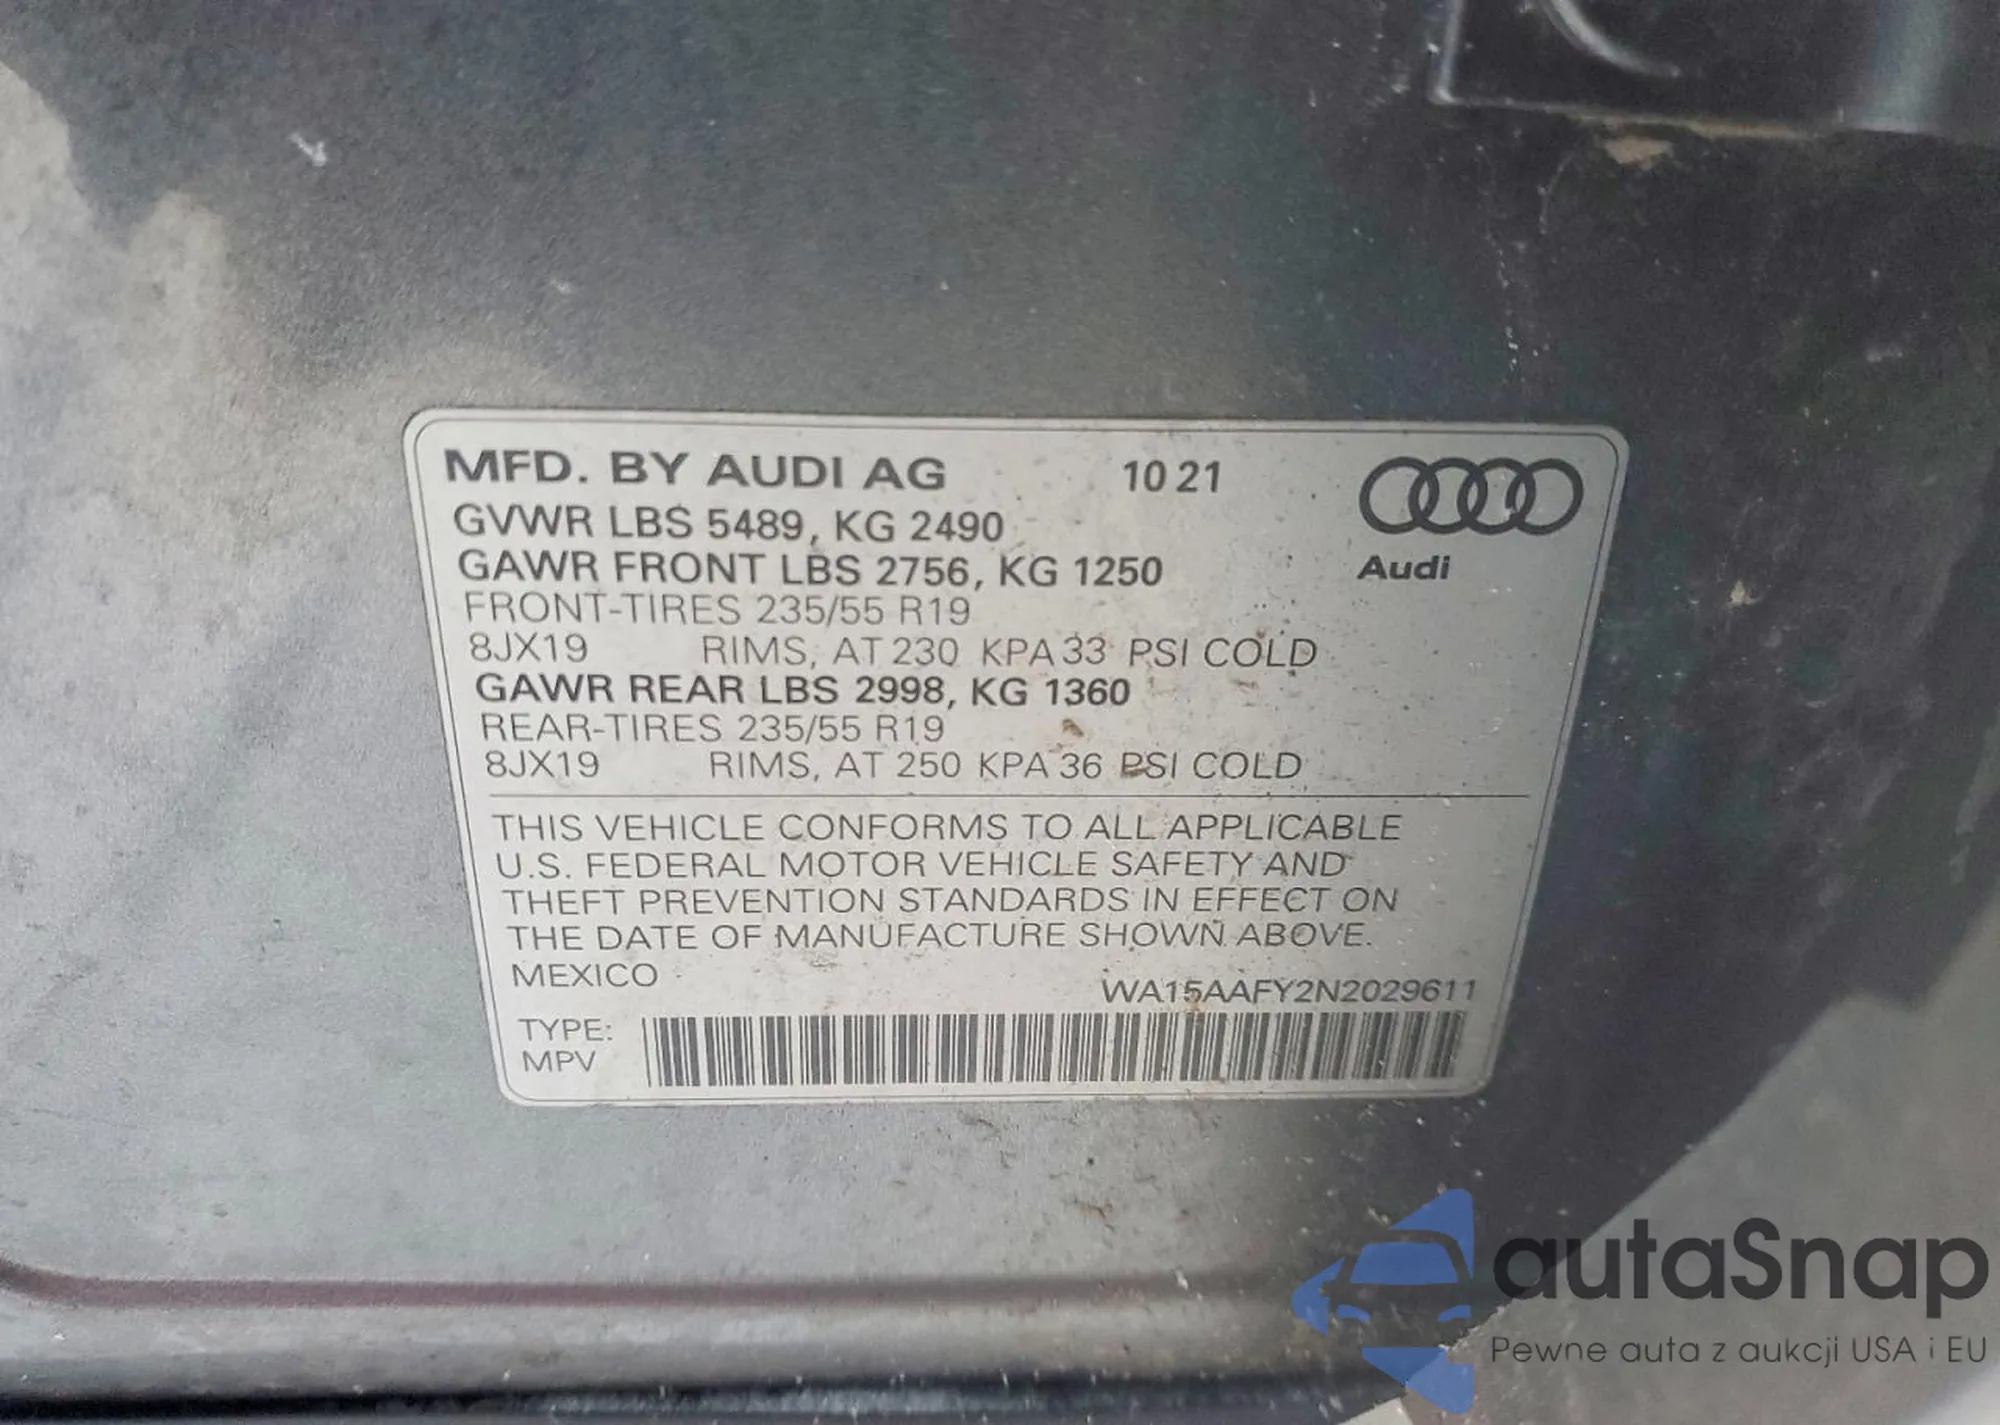 MFD. BY AUDI AG 10 21
GVWR LBS 5489, KG 2490
GAWR FRONT LBS 2756, KG 1250
Audi
FRONT-TIRES 235/55 R19
8JX19 RIMS, AT 230 KPA 33 PSI COLD
GAWR REAR LBS 2998, KG 1360
REAR-TIRES 235/55 R19
8JX19 RIMS, AT 250 KPA 36 PSI COLD
THIS VEHICLE CONFORMS TO ALL APPLICABLE
U.S. FEDERAL MOTOR VEHICLE SAFETY AND
THEFT PREVENTION STANDARDS IN EFFECT ON
THE DATE OF MANUFACTURE SHOWN ABOVE.
MEXICO WA15AAFY2N2029611
TYPE:
MPV
autaSnap
Pewne auta z aukcji USA i EU